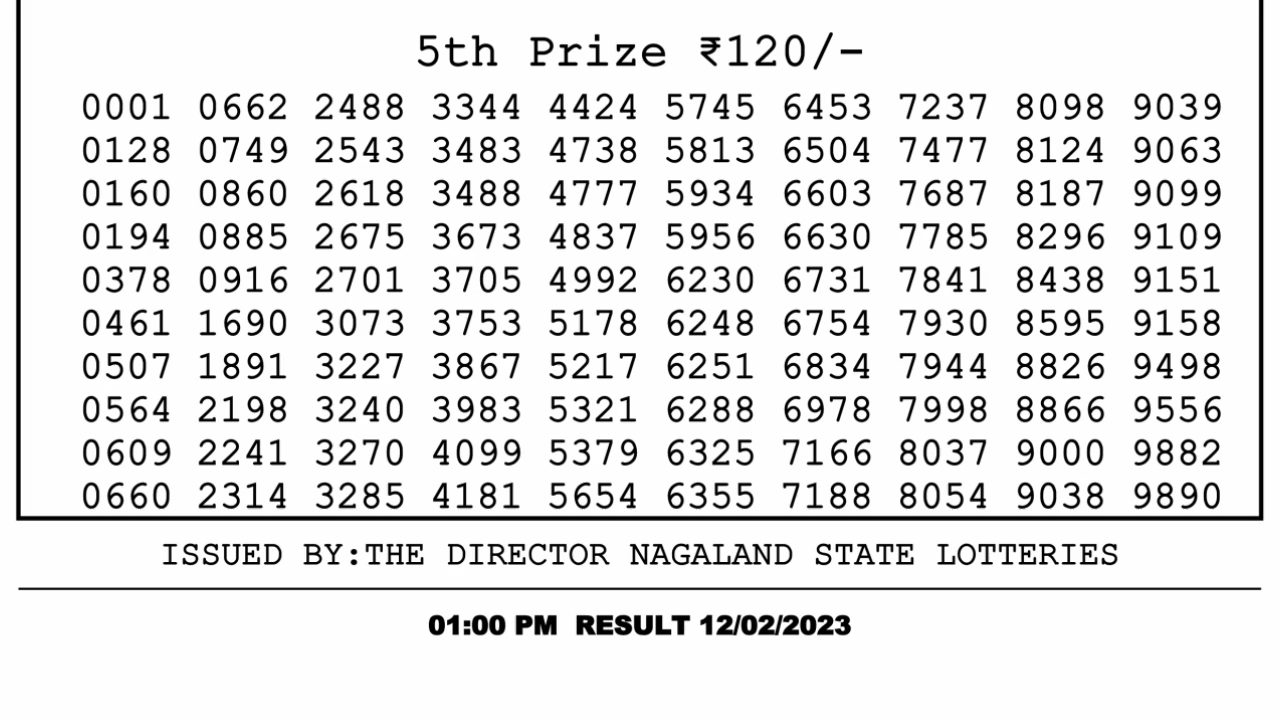 5th Prize ₹120/-
0001 0662 2488 3344 4424 5745 6453 7237 8098 9039
0128 0749 2543 3483 4738 5813 6504 7477 8124 9063
0160 0860 2618 3488 4777 5934 6603 7687 8187 9099
0194 0885 2675 3673 4837 5956 6630 7785 8296 9109
0378 0916 2701 3705 4992 6230 6731 7841 8438 9151
0461 1690 3073 3753 5178 6248 6754 7930 8595 9158
0507 1891 3227 3867 5217 6251 6834 7944 8826 9498
0564 2198 3240 3983 5321 6288 6978 7998 8866 9556
0609 2241 3270 4099 5379 6325 7166 8037 9000 9882
0660 2314 3285 4181 5654 6355 7188 8054 9038 9890
ISSUED BY:THE DIRECTOR NAGALAND STATE LOTTERIES
01:00 PM RESULT 12/02/2023